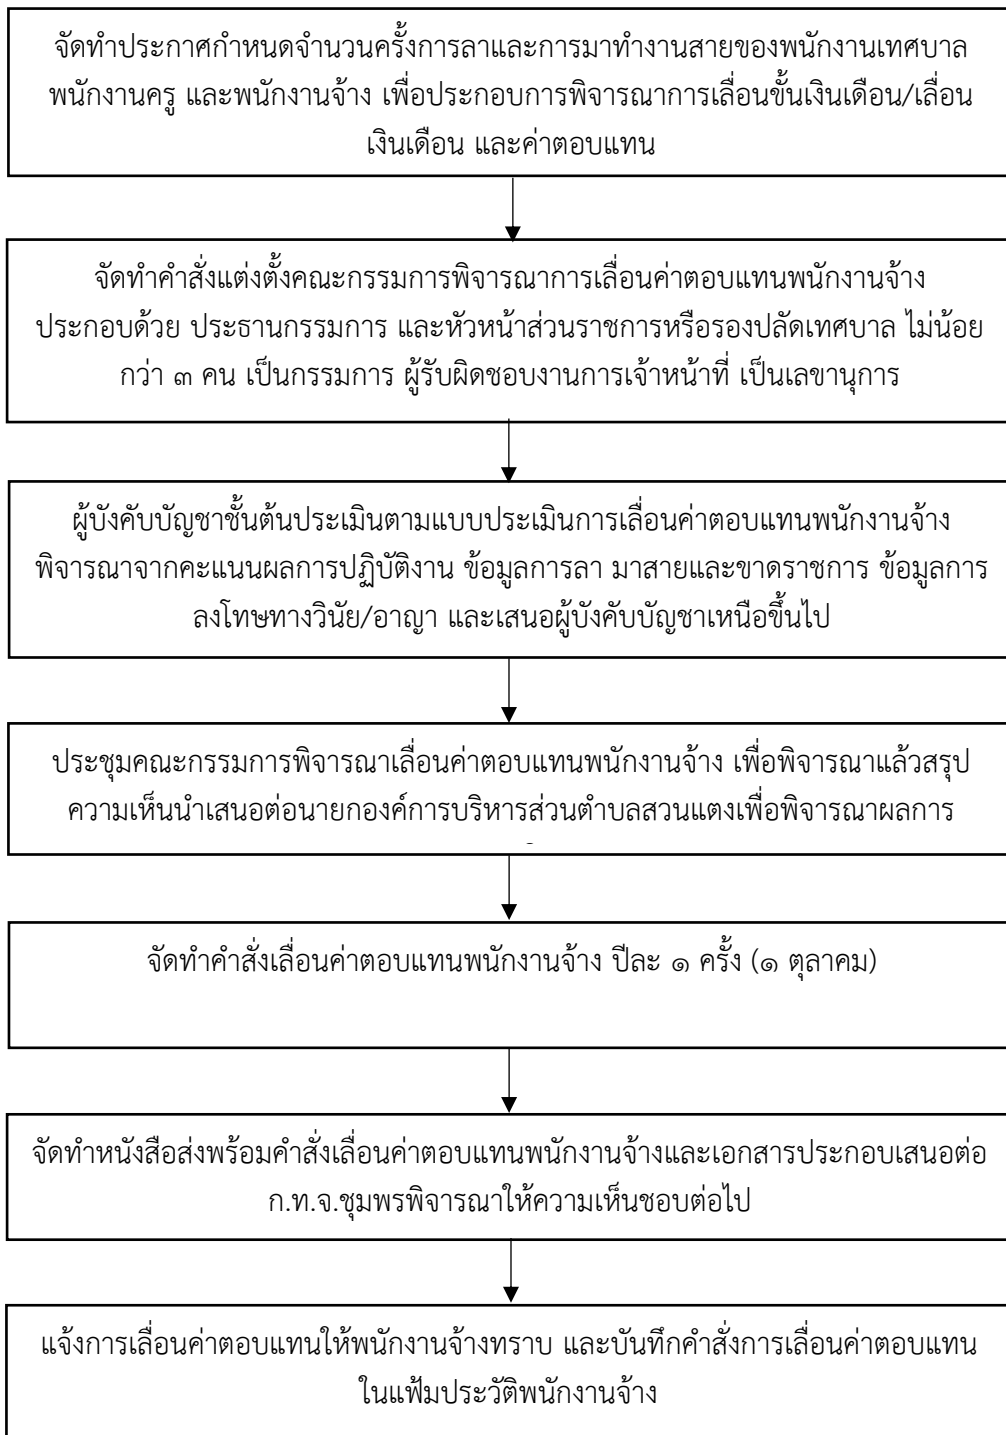 จัดทำประกาศกำหนดจำนวนครั้งการลาและการมาทำงานสายของพนักงานเทศบาล
พนักงานครู และพนักงานจ้าง เพื่อประกอบการพิจารณาการเลื่อนขั้นเงินเดือน/เลื่อน
เงินเดือน และค่าตอบแทน
จัดทำคำสั่งแต่งตั้งคณะกรรมการพิจารณาการเลื่อนค่าตอบแทนพนักงานจ้าง
ประกอบด้วย ประธานกรรมการ และหัวหน้าส่วนราชการหรือรองปลัดเทศบาล ไม่น้อย
กว่า ๓ คน เป็นกรรมการ ผู้รับผิดชอบงานการเจ้าหน้าที่ เป็นเลขานุการ
ผู้บังคับบัญชาชั้นต้นประเมินตามแบบประเมินการเลื่อนค่าตอบแทนพนักงานจ้าง
พิจารณาจากคะแนนผลการปฏิบัติงาน ข้อมูลการลา มาสายและขาดราชการ ข้อมูลการ
ลงโทษทางวินัย/อาญา และเสนอผู้บังคับบัญชาเหนือขึ้นไป
ประชุมคณะกรรมการพิจารณาเลื่อนค่าตอบแทนพนักงานจ้าง เพื่อพิจารณาแล้วสรุป
ความเห็นนำเสนอต่อนายกองค์การบริหารส่วนตำบลสวนแตงเพื่อพิจารณาผลการ
จัดทำคำสั่งเลื่อนค่าตอบแทนพนักงานจ้าง ปีละ ๑ ครั้ง (๑ ตุลาคม)
จัดทำหนังสือส่งพร้อมคำสั่งเลื่อนค่าตอบแทนพนักงานจ้างและเอกสารประกอบเสนอต่อ
ก.ท.จ.ชุมพรพิจารณาให้ความเห็นชอบต่อไป
แจ้งการเลื่อนค่าตอบแทนให้พนักงานจ้างทราบ และบันทึกคำสั่งการเลื่อนค่าตอบแทน
ในแฟ้มประวัติพนักงานจ้าง